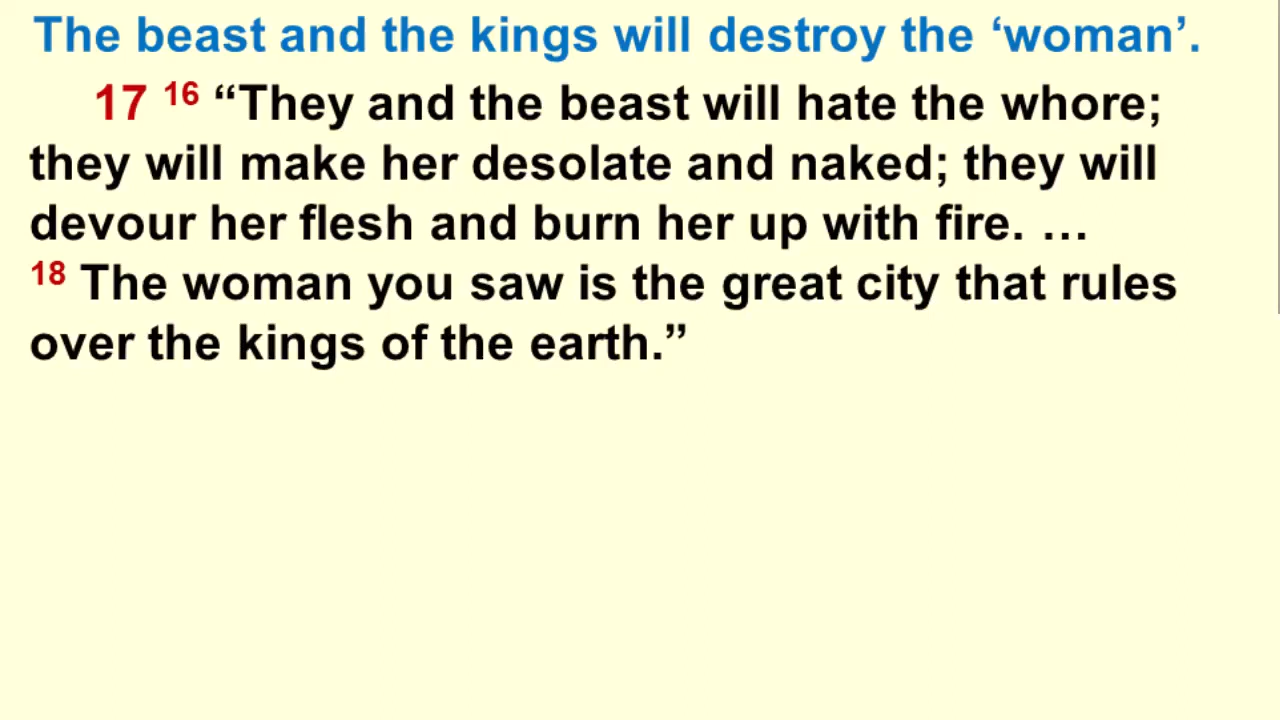 The beast and the kings will destroy the ‘woman’.
17 16 “They and the beast will hate the whore;
they will make her desolate and naked; they will
devour her flesh and burn her up with fire. …
18 The woman you saw is the great city that rules
over the kings of the earth.”